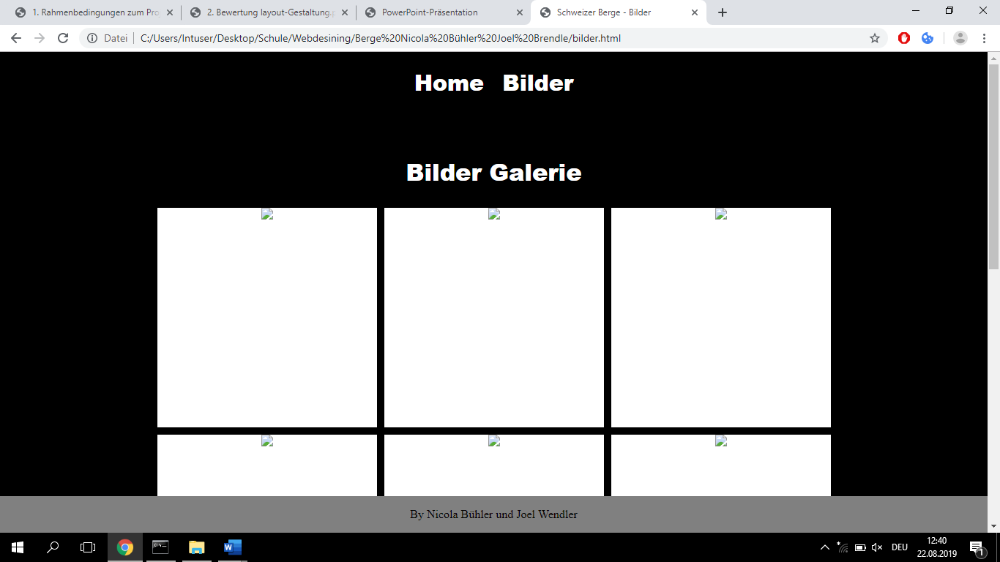 1. Rahmenbedingungen zum Pro
2. Bewertung layout-Gestaltung.p
PowerPoint-Präsentation
Schweizer Berge - Bilder
Datei
C:/Users/Intuser/Desktop/Schule/Webdesining/Berge%20Nicola%20Bühler%20Joel%20Brendle/bilder.html
Home Bilder
Bilder Galerie
By Nicola Bühler und Joel Wendler
DEU
12:40
22.08.2019
1